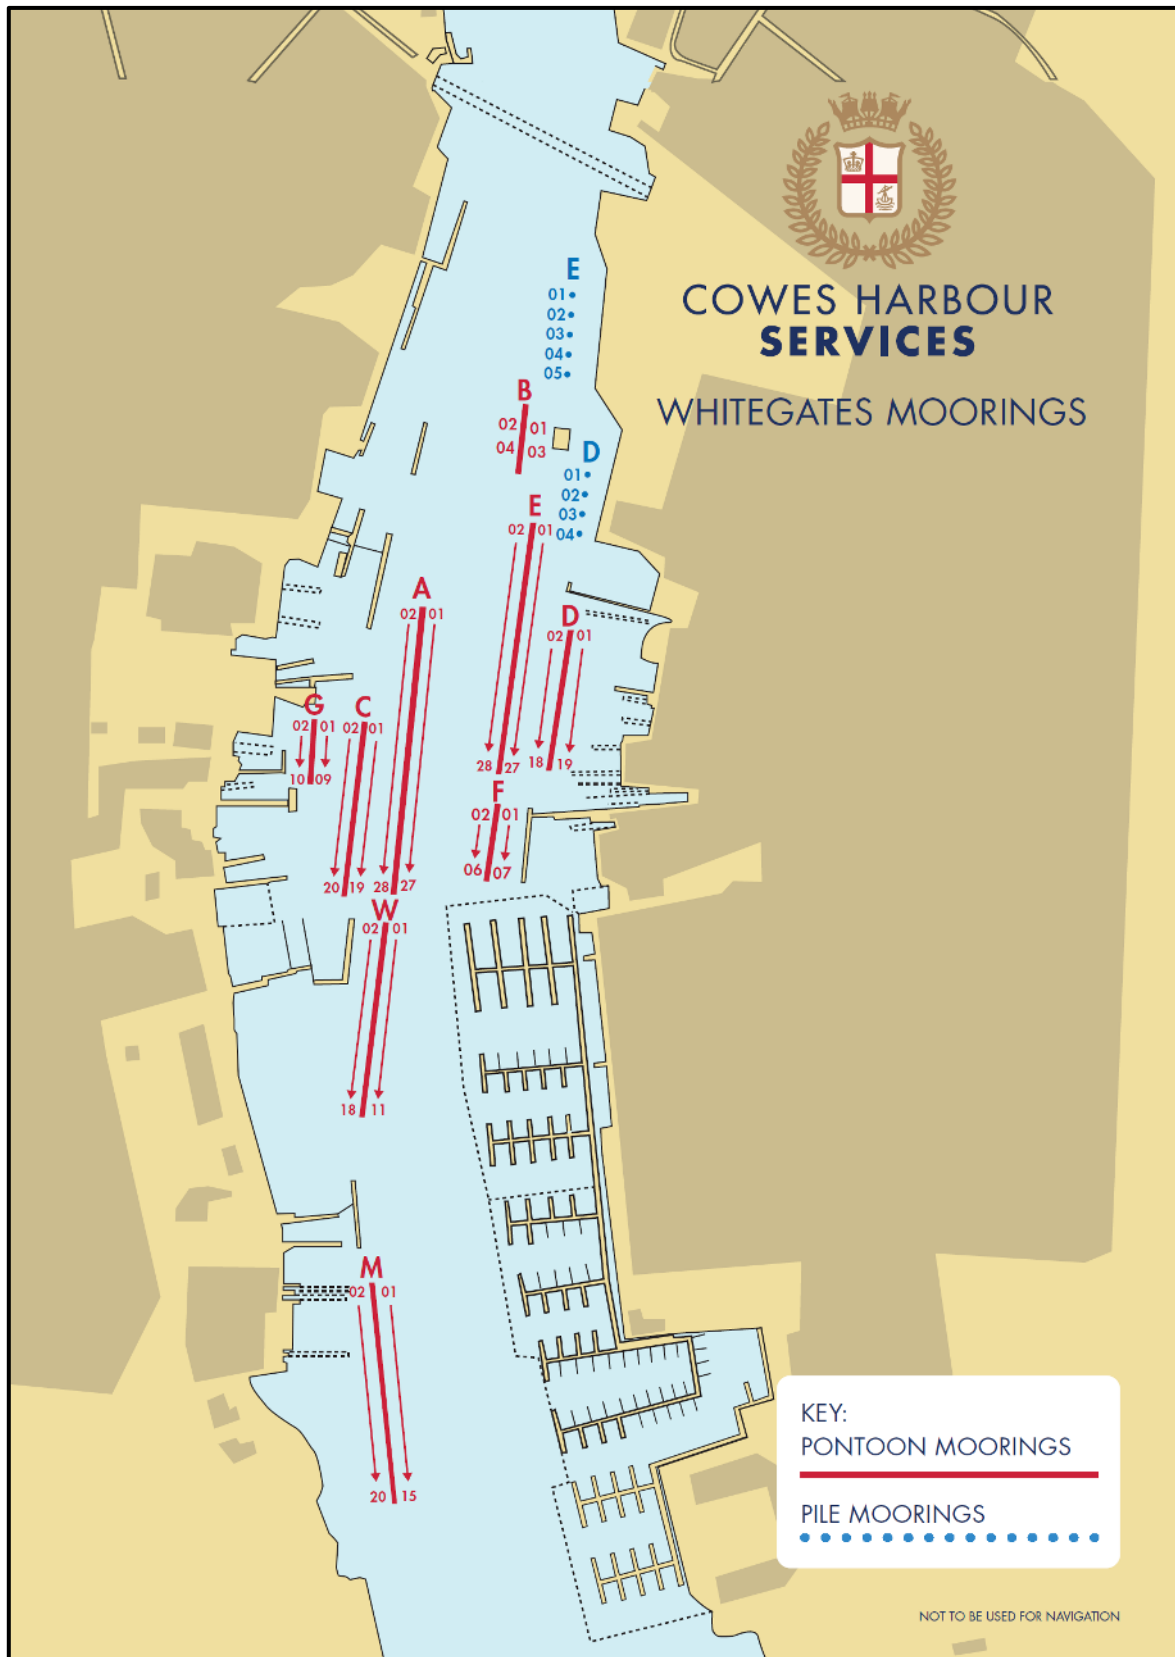 COWES HARBOUR
SERVICES
WHITEGATES MOORINGS
E
01
02
03
04
05
B
02 01
04 03
D
01
02
03
04
E
02 01
28 27
D
02 01
18 19
A
02 01
28 27
G
02 01
10 09
C
02 01
20 19
F
02 01
06 07
W
02 01
18 11
M
02 01
20 15
KEY:
PONTOON MOORINGS
PILE MOORINGS
NOT TO BE USED FOR NAVIGATION